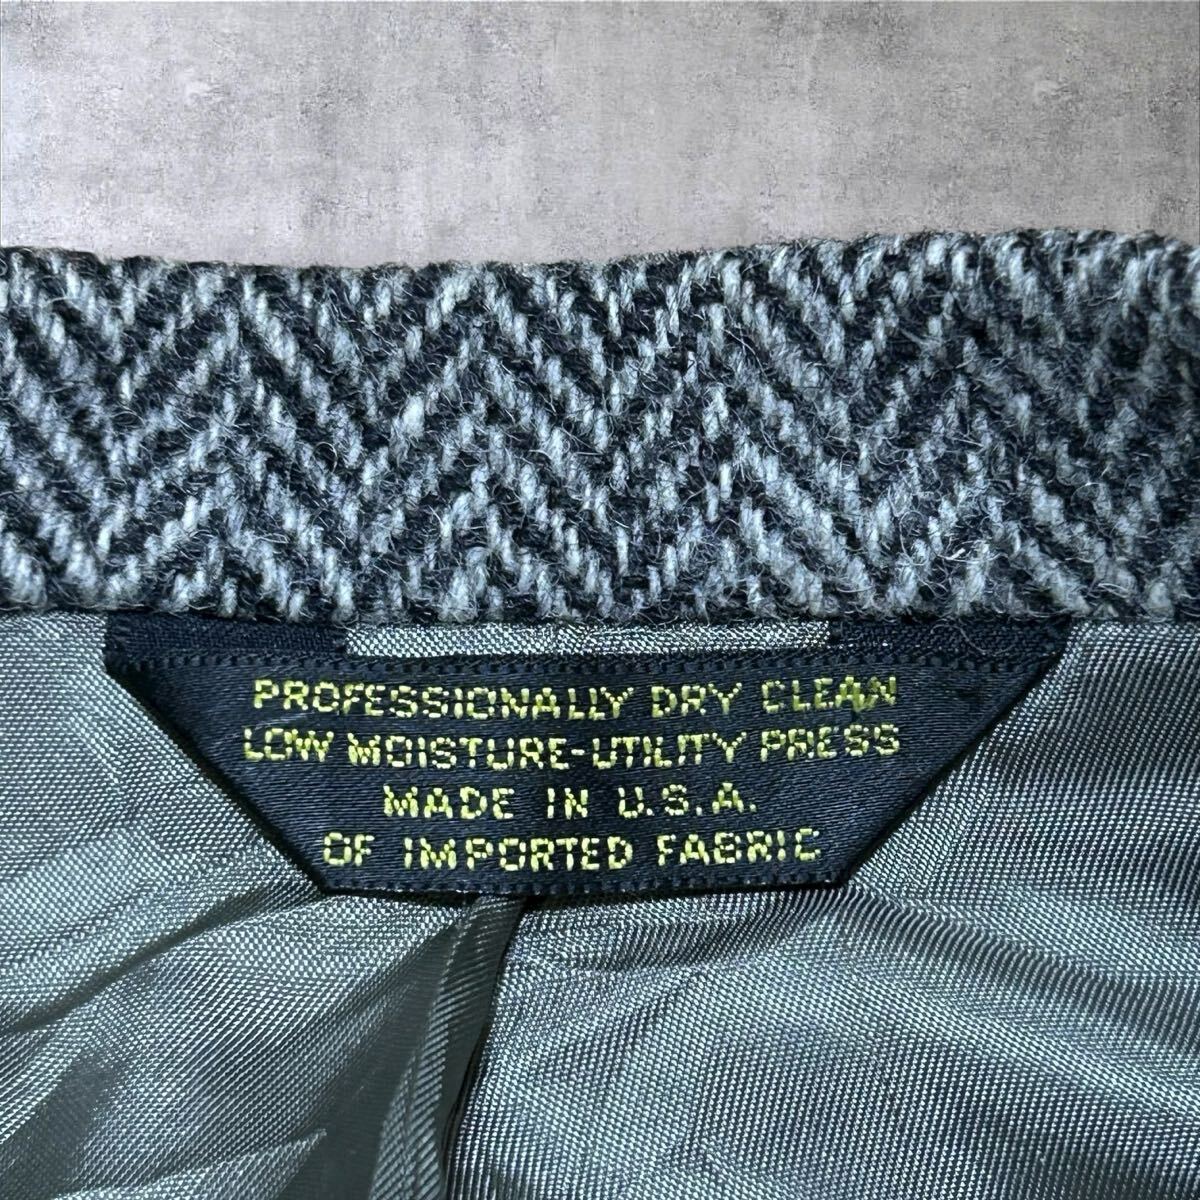 PROFESSIONALLY DRY CLEAN
LOW MOISTURE-UTILITY PRESS
MADE IN U.S.A.
OF IMPORTED FABRIC